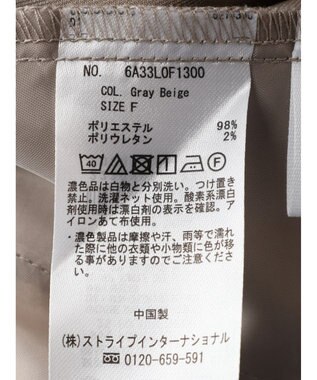 NO. 6A33L0F1300
COL. Gray Beige
SIZE F
ポリエステル 98%
ポリウレタン 2%
40
F
濃色品は白物と分別洗い。つけ置き
禁止。洗濯ネット使用。酸素系漂白
剤使用時は漂白剤の表示を確認。ア
イロンあて布使用。
・濃色製品は摩擦や汗、雨等で濡れ
た際に他の衣類や小物類に色が移
る事がありますのでご注意くださ
い。
中国製
(株)ストライプインターナショナル
0120-659-591